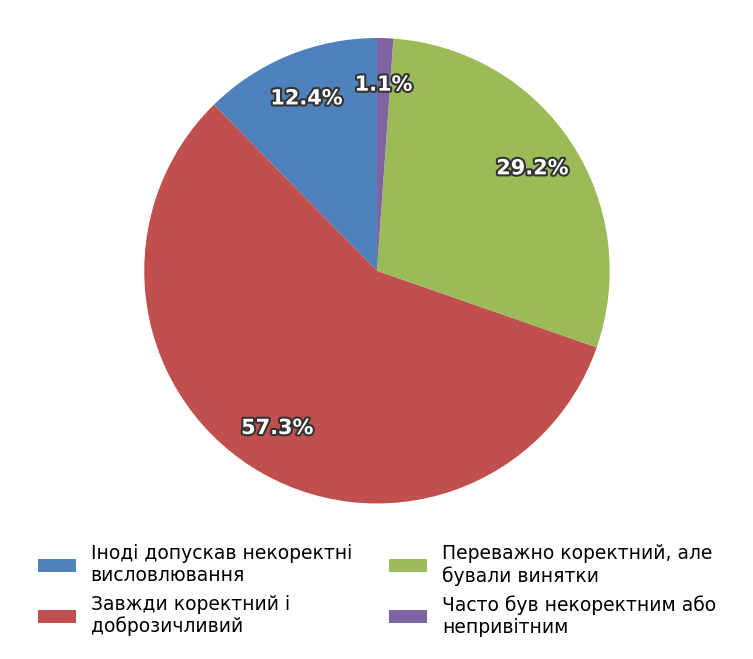 1.1%
12.4%
29.2%
57.3%
Іноді допускав некоректні
висловлювання
Завжди коректний і
доброзичливий
Переважно коректний, але
бували винятки
Часто був некоректним або
непривітним